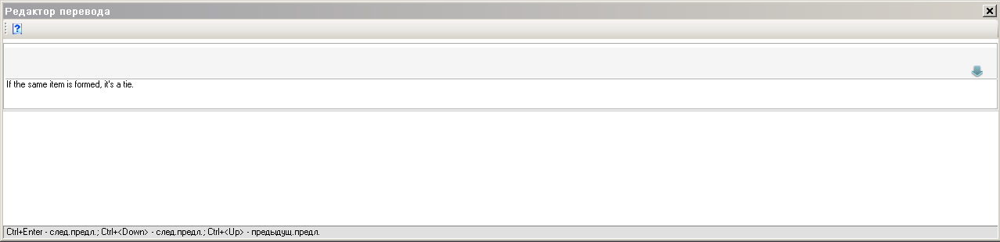 Редактор перевода
If the same item is formed, it's a tie.
Ctrl+Enter - след.предл.; Ctrl+<Down> - след.предл.; Ctrl+<Up> - предыдущ.предл.